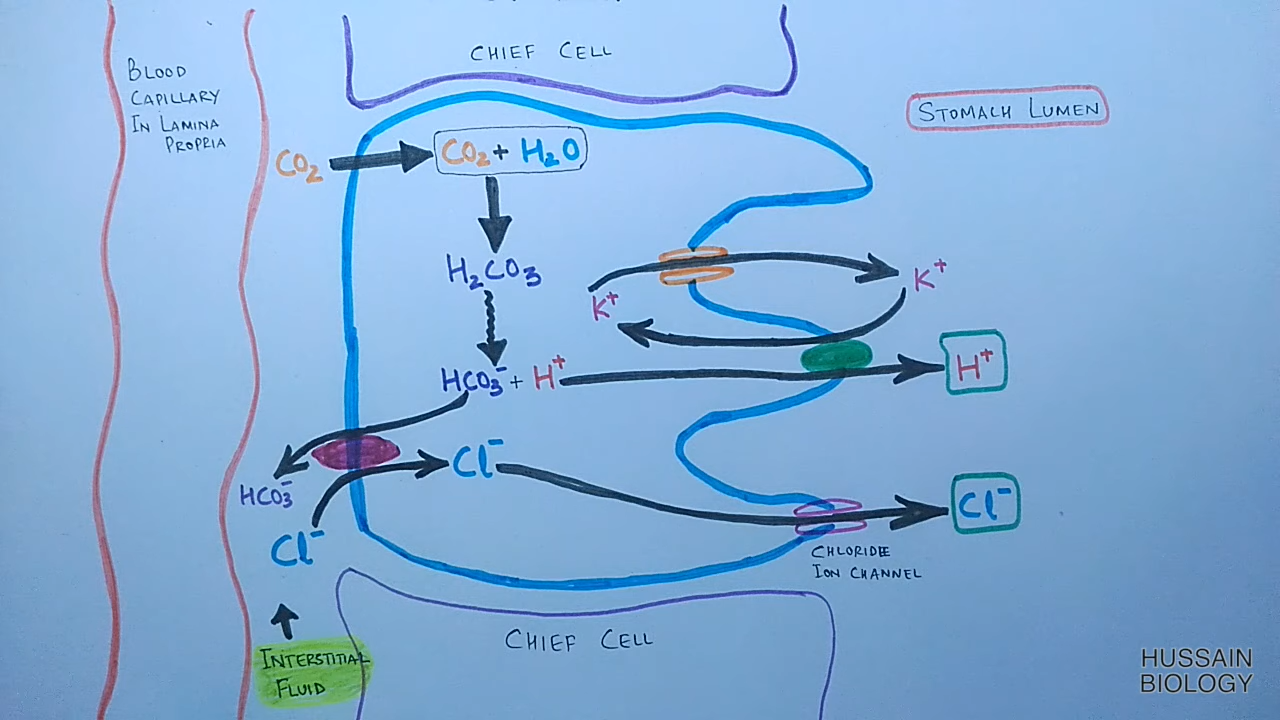 CHIEF CELL
BLOOD
CAPILLARY
IN LAMINA
PROPRIA
STOMACH LUMEN
CO₂
CO₂ + H₂O
H₂CO₃
K⁺
K⁺
HCO₃⁻ + H⁺
H⁺
Cl⁻
HCO₃⁻
Cl⁻
Cl⁻
CHLORIDE
ION CHANNEL
CHIEF CELL
INTERSTITIAL
FLUID
HUSSAIN
BIOLOGY